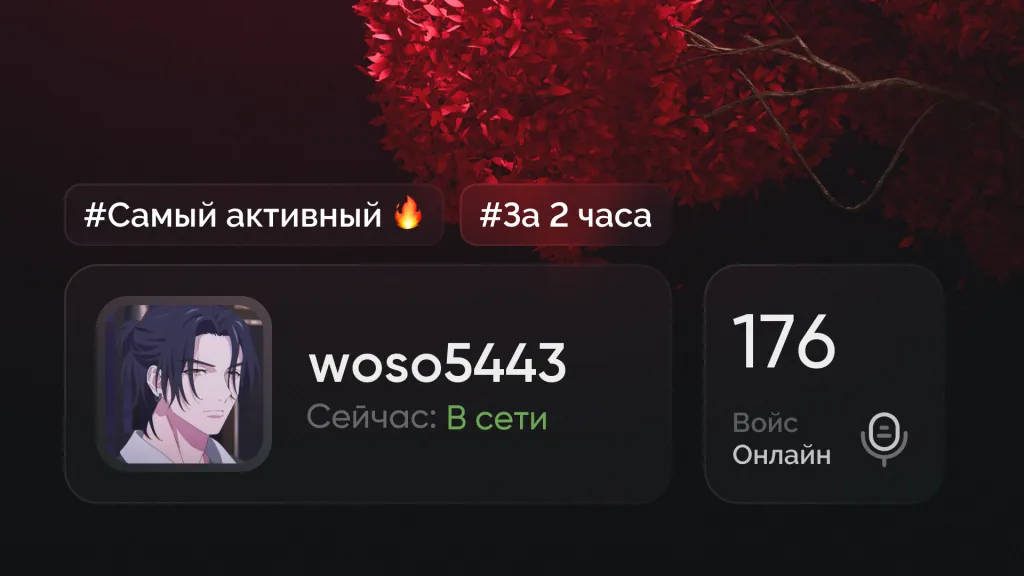 #Самый активный 🔥
#За 2 часа
woso5443
Сейчас: В сети
176
Войс
Онлайн